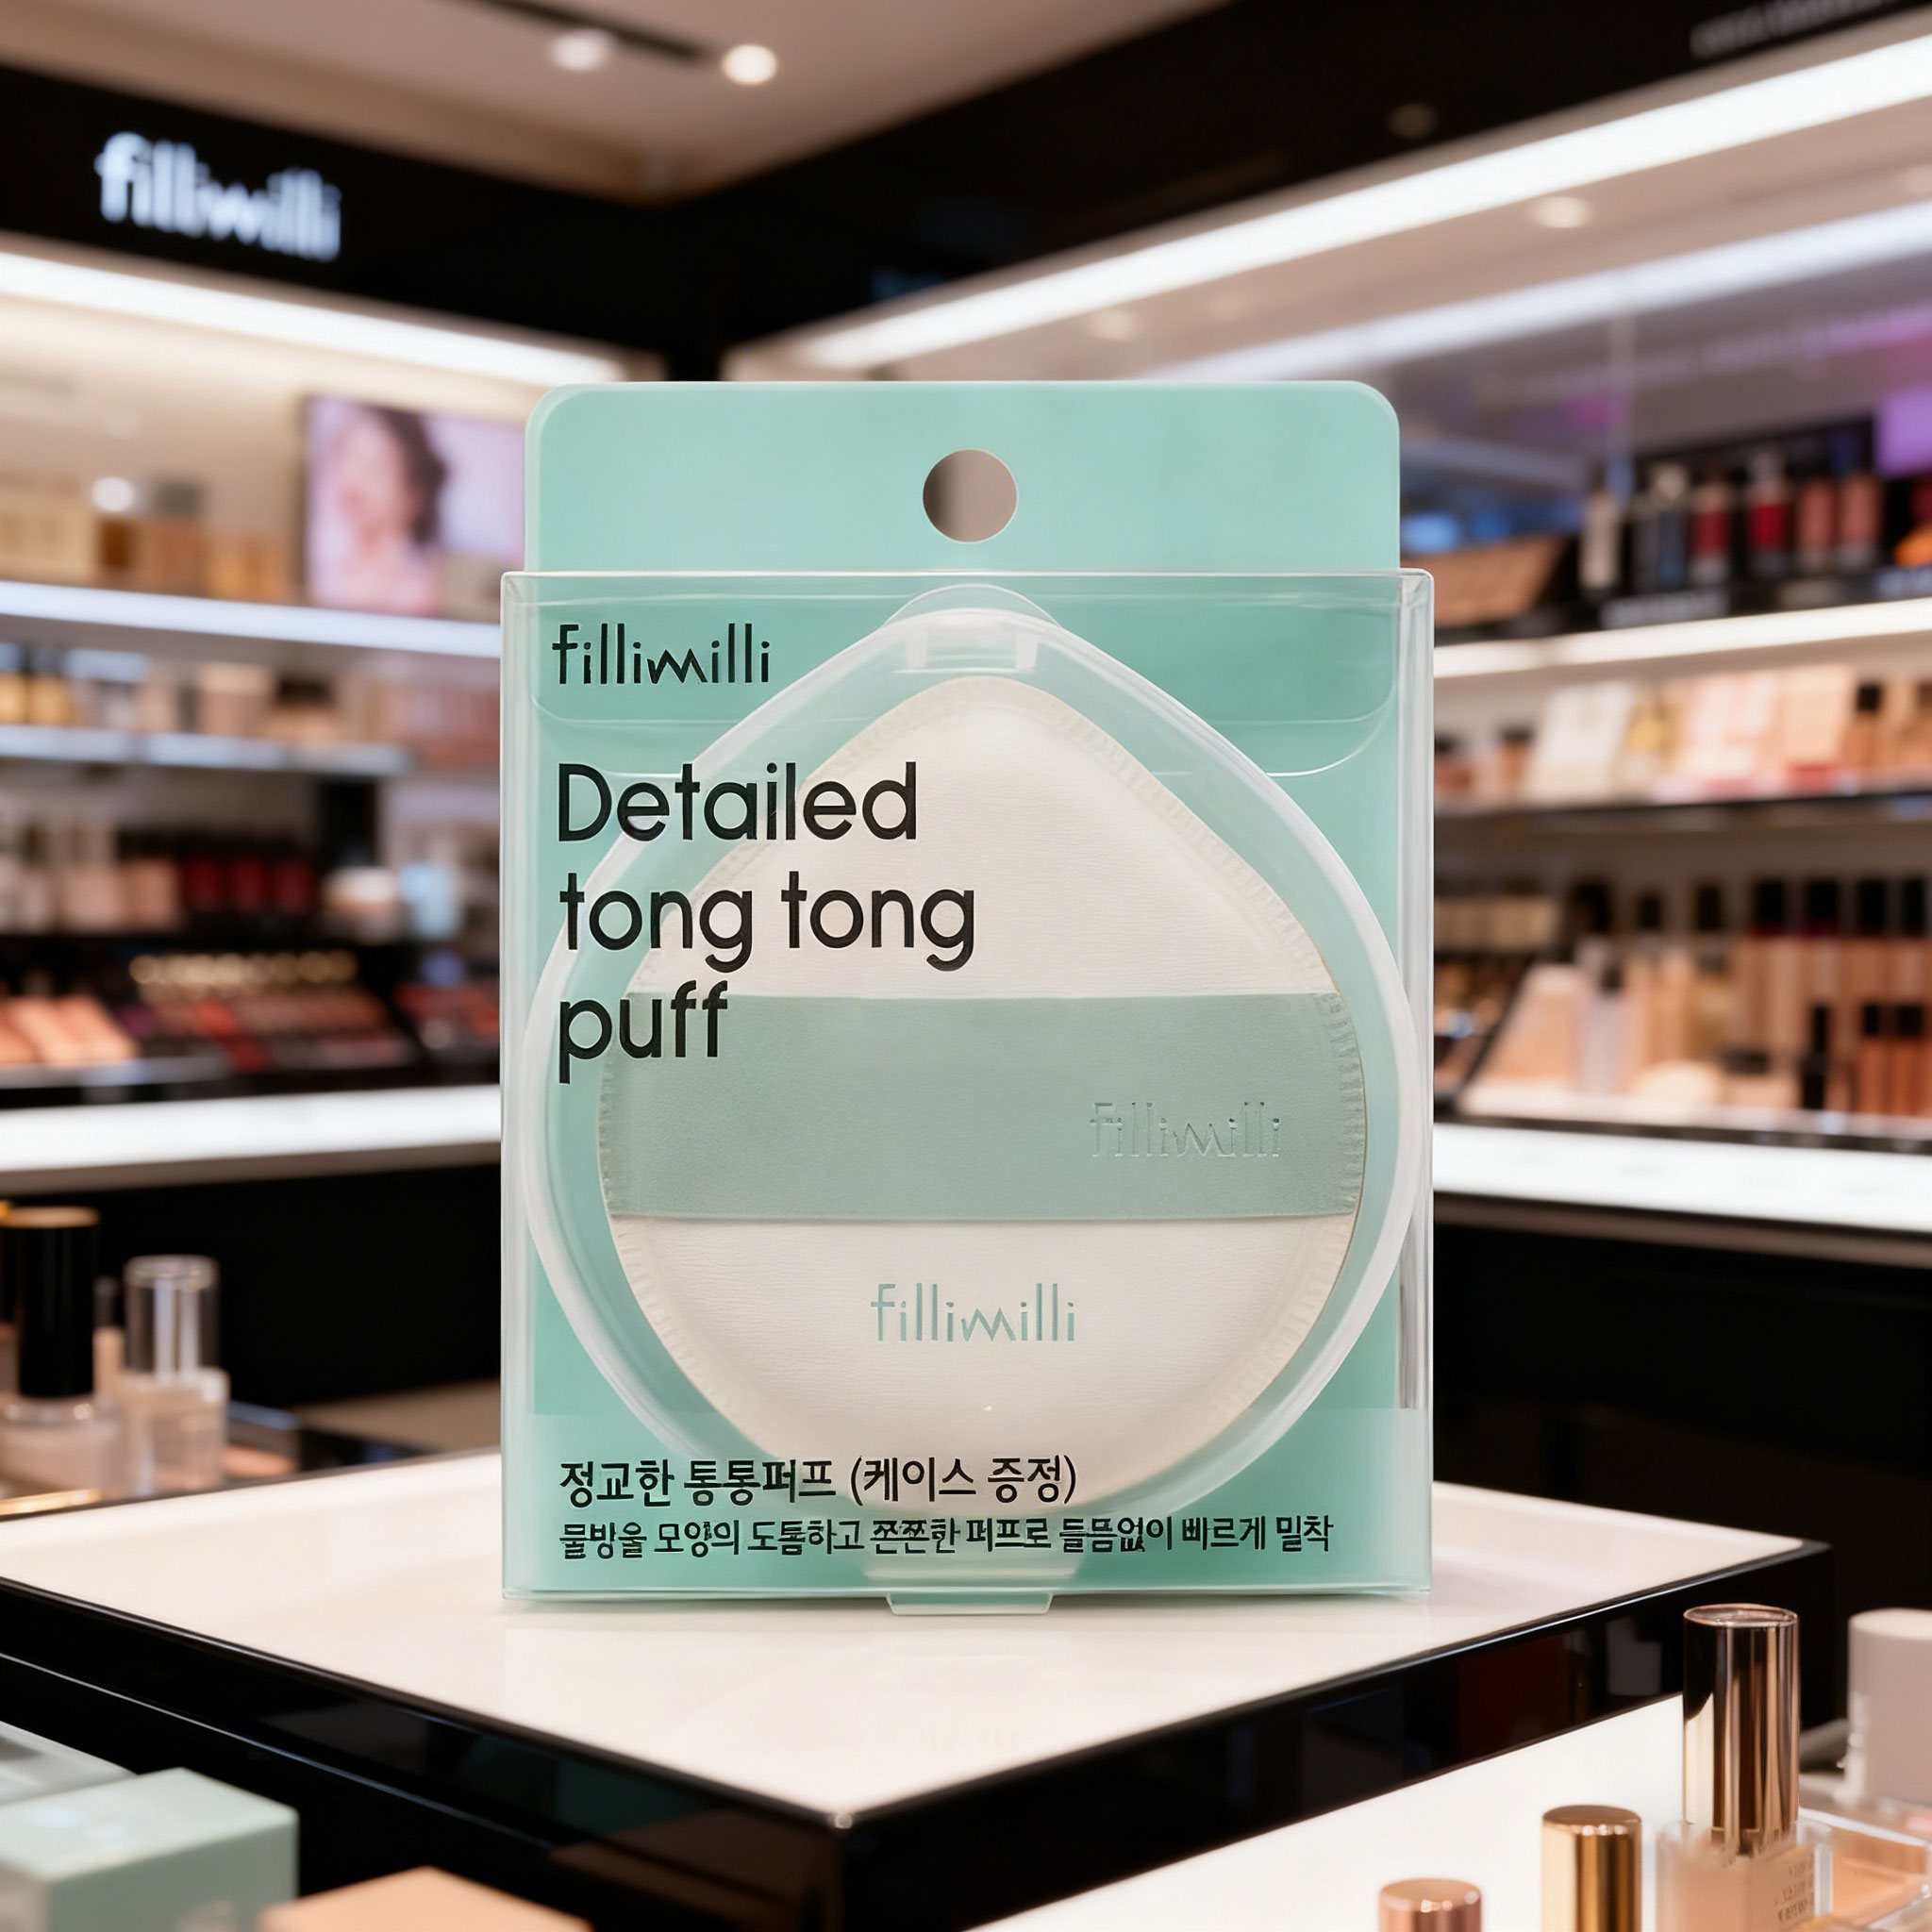 fillimilli
fillimilli
Detailed
tong tong
puff
fillimilli
fillimilli
정교한 통통퍼프 (케이스 증정)
물방울 모양의 도톰하고 쫀쫀한 퍼프로 들뜸없이 빠르게 밀착